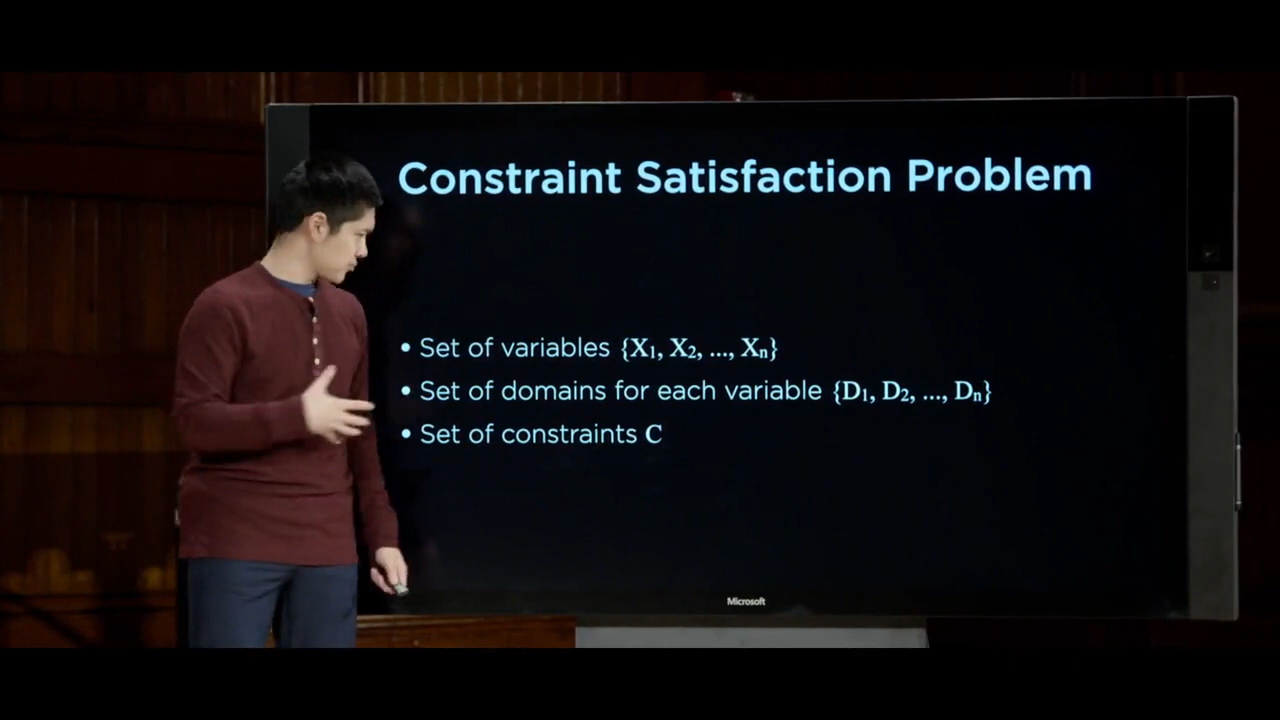 Constraint Satisfaction Problem
• Set of variables {X₁, X₂, ..., Xₙ}
• Set of domains for each variable {D₁, D₂, ..., Dₙ}
• Set of constraints C
Microsoft